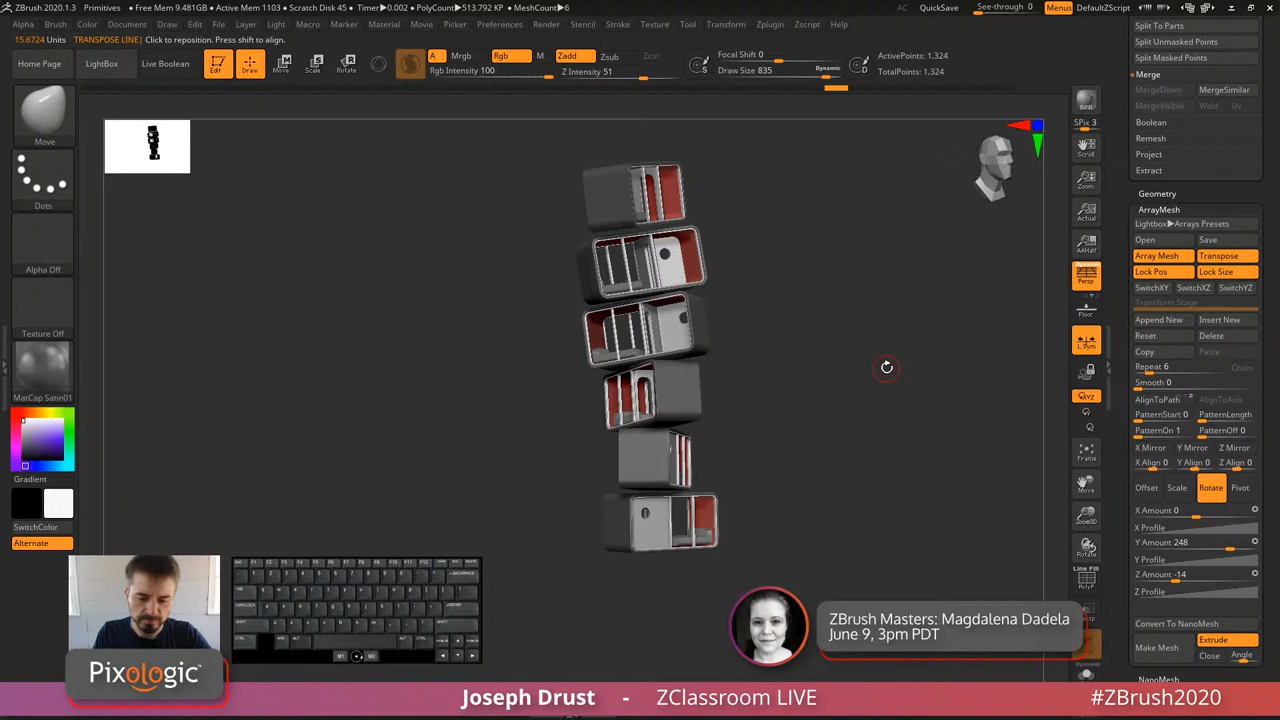 ZBrush 2020.1.3 Primitives • Free Mem 9.481GB • Active Mem 1103 • Scratch Disk 45 • Timer▶0.002 • PolyCount▶513.792 KP • MeshCount▶6
AC QuickSave See-through 0 Menus DefaultZScript
Alpha Brush Color Document Draw Edit File Layer Light Macro Marker Material Movie Picker Preferences Render Stencil Stroke Texture Tool Transform Zplugin Zscript Help
15.6724 Units TRANSPOSE LINE| Click to reposition. Press shift to align.
Home Page LightBox Live Boolean
Edit Draw Move Scale Rotate
A Mrgb Rgb M Zadd Zsub Zcut
Rgb Intensity 100 Z Intensity 51
Focal Shift 0
Draw Size 835 Dynamic
ActivePoints: 1,324
TotalPoints: 1,324
Move
Dots
Alpha Off
Texture Off
MatCap Satin01
Gradient
SwitchColor
Alternate
BPR
SPix 3
Scroll
Zoom
Actual
AAHalf
Dynamic
Persp
Floor
L.Sym
XYZ
Frame
Move
Zoom3D
Rotate
Line Fill
PolyF
Dynamic
Split To Parts
Split Unmasked Points
Split Masked Points
Merge
MergeDown MergeSimilar
MergeVisible Weld Uv
Boolean
Remesh
Project
Extract
Geometry
ArrayMesh
Lightbox▶Arrays Presets
Open Save
Array Mesh Transpose
Lock Pos Lock Size
SwitchXY SwitchXZ SwitchYZ
Transform Stage
Append New Insert New
Reset Delete
Copy Paste
Repeat 6 Chain
Smooth 0
AlignToPath AlignToAxis
PatternStart 0 PatternLength
PatternOn 1 PatternOff 0
X Mirror Y Mirror Z Mirror
X Align 0 Y Align 0 Z Align 0
Offset Scale Rotate Pivot
X Amount 0
X Profile
Y Amount 248
Y Profile
Z Amount -14
Z Profile
Convert To NanoMesh
Make Mesh Extrude
Close Angle
NanoMesh
M1 M2
Pixologic™
ZBrush Masters: Magdalena Dadela
June 9, 3pm PDT
Joseph Drust - ZClassroom LIVE #ZBrush2020